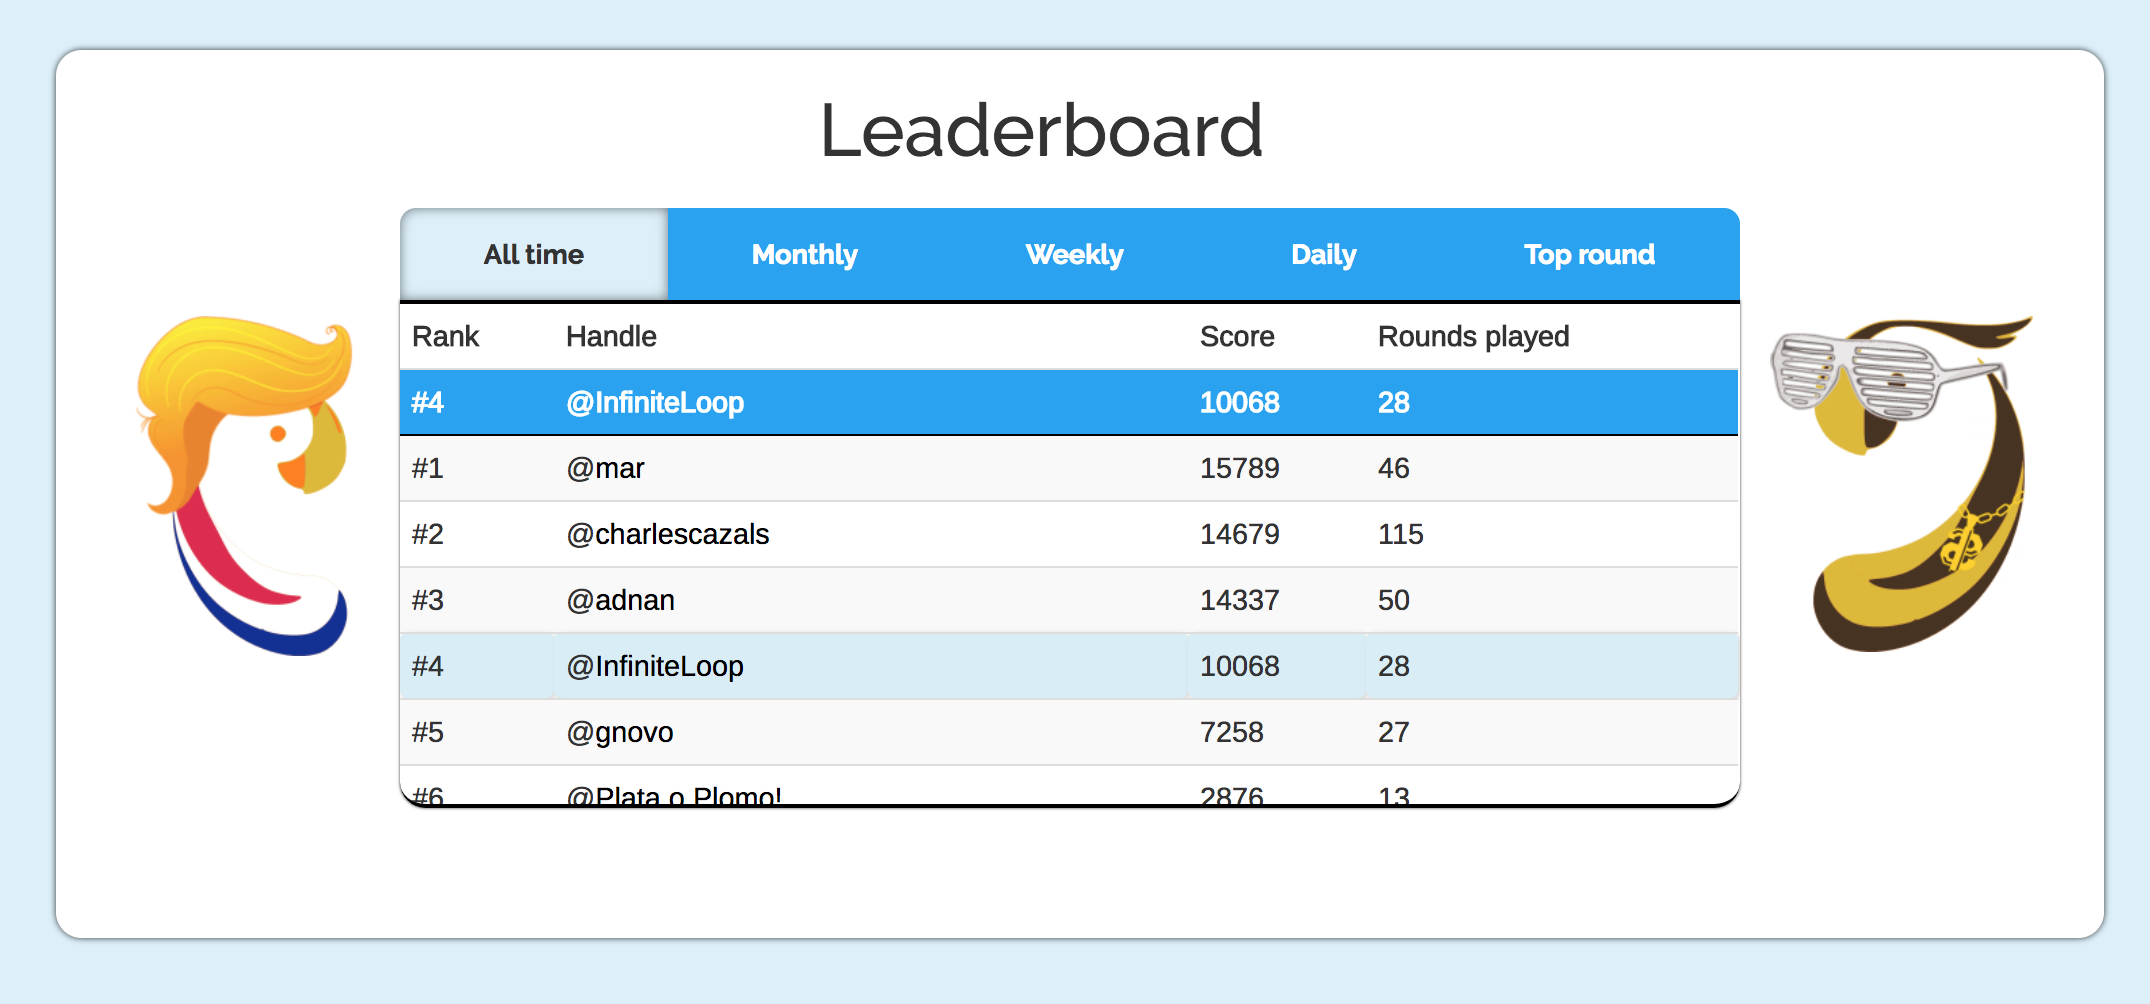 Leaderboard
All time Monthly Weekly Daily Top round
Rank Handle Score Rounds played
#4 @InfiniteLoop 10068 28
#1 @mar 15789 46
#2 @charlescazals 14679 115
#3 @adnan 14337 50
#4 @InfiniteLoop 10068 28
#5 @gnovo 7258 27
#6 @Plata o Plomo! 2876 13